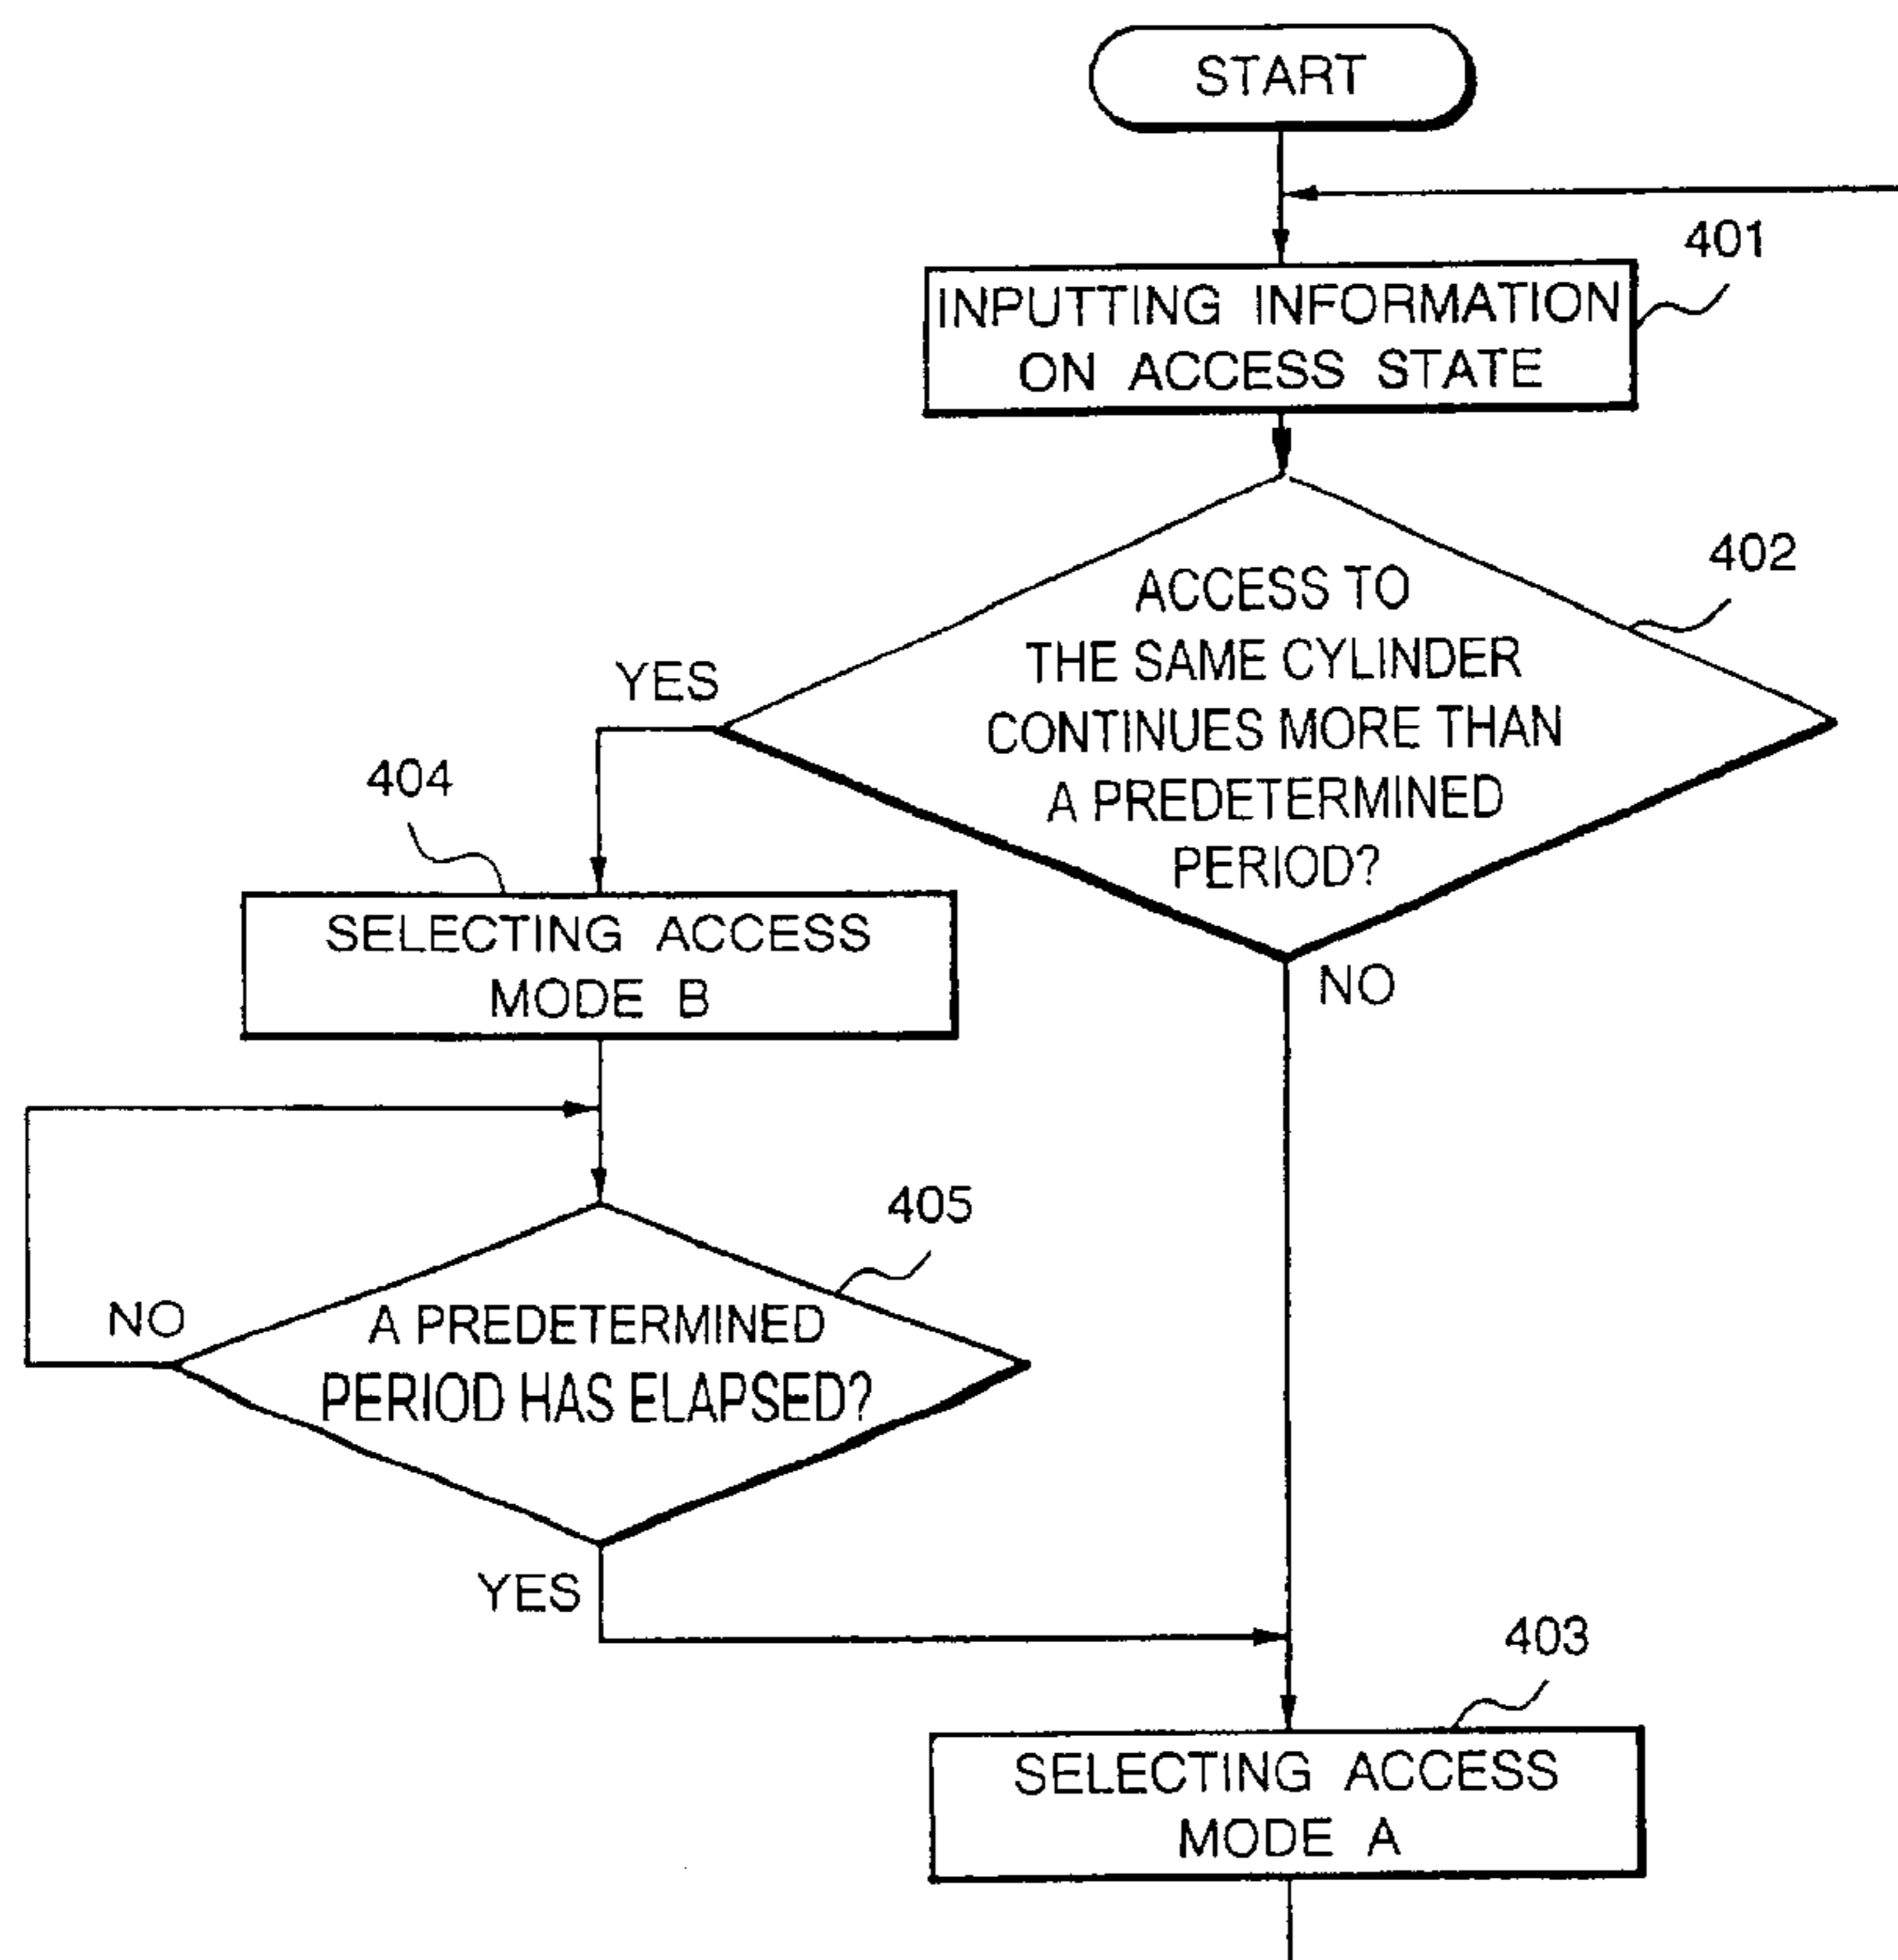 START
401
INPUTTING INFORMATION
ON ACCESS STATE
402
ACCESS TO
THE SAME CYLINDER
CONTINUES MORE THAN
A PREDETERMINED
PERIOD?
YES
NO
404
SELECTING ACCESS
MODE B
405
A PREDETERMINED
PERIOD HAS ELAPSED?
NO
YES
403
SELECTING ACCESS
MODE A